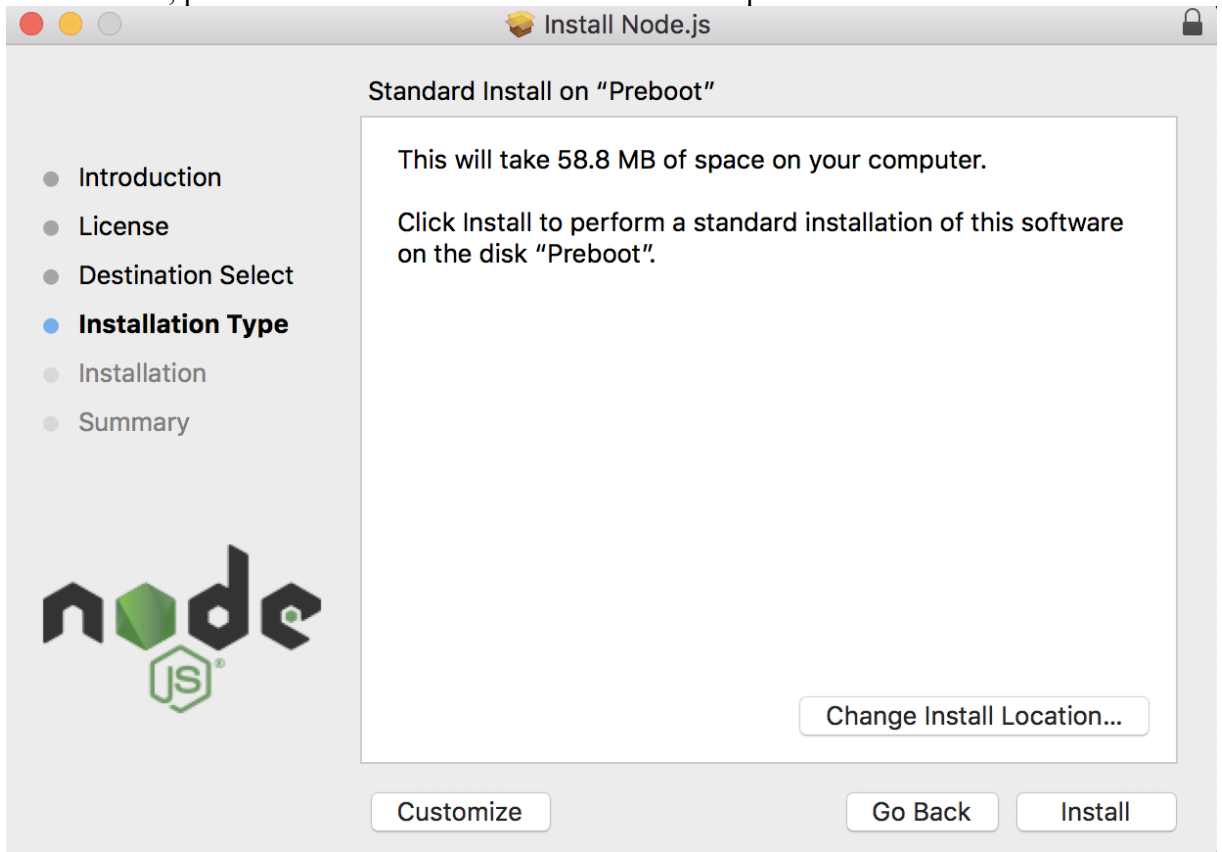 Install Node.js
Standard Install on “Preboot”
Introduction
License
Destination Select
Installation Type
Installation
Summary
This will take 58.8 MB of space on your computer.
Click Install to perform a standard installation of this software
on the disk “Preboot”.
node
JS®
Change Install Location...
Customize
Go Back
Install